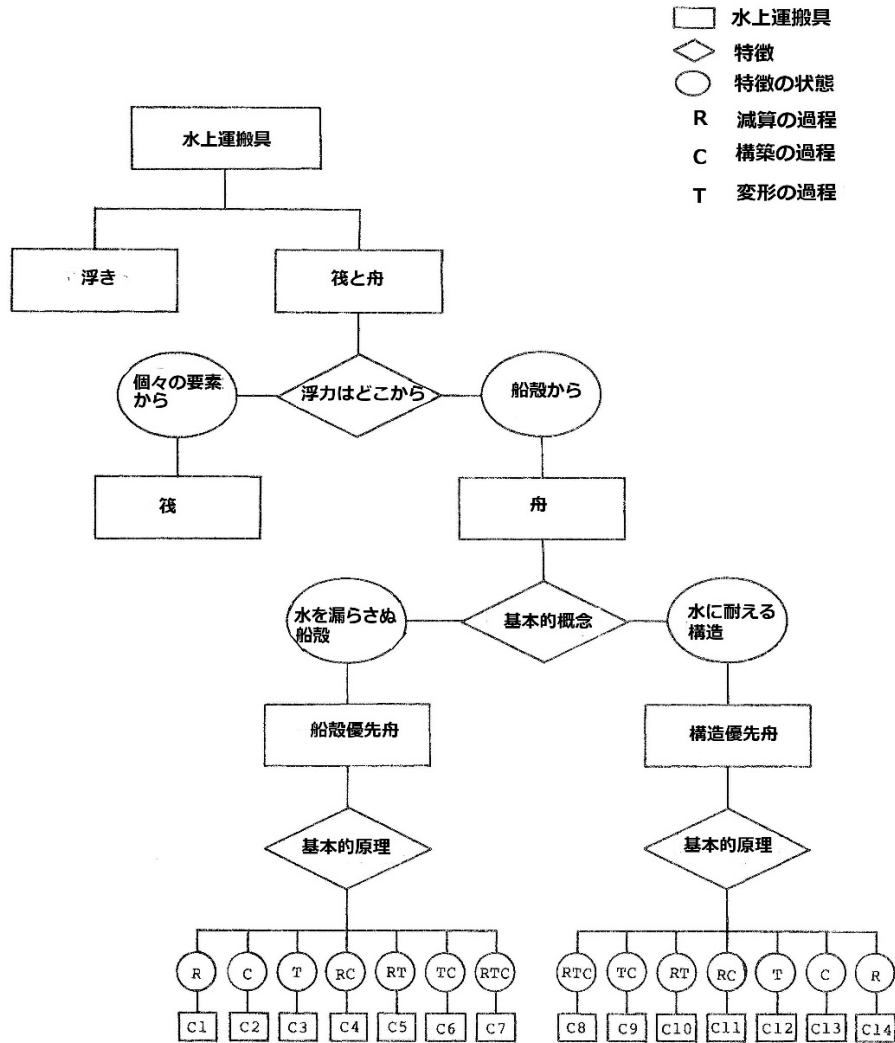 水上運搬具
特徴
特徴の状態
R 減算の過程
C 構築の過程
T 変形の過程
水上運搬具
浮き
筏と舟
個々の要素
から
浮力はどこから
船殻から
筏
舟
水を漏らさぬ
船殻
基本的概念
水に耐える
構造
船殻優先舟
構造優先舟
基本的原理
基本的原理
R C T RC RT TC RTC
RTC TC RT RC T C R
C1 C2 C3 C4 C5 C6 C7
C8 C9 C10 C11 C12 C13 C14